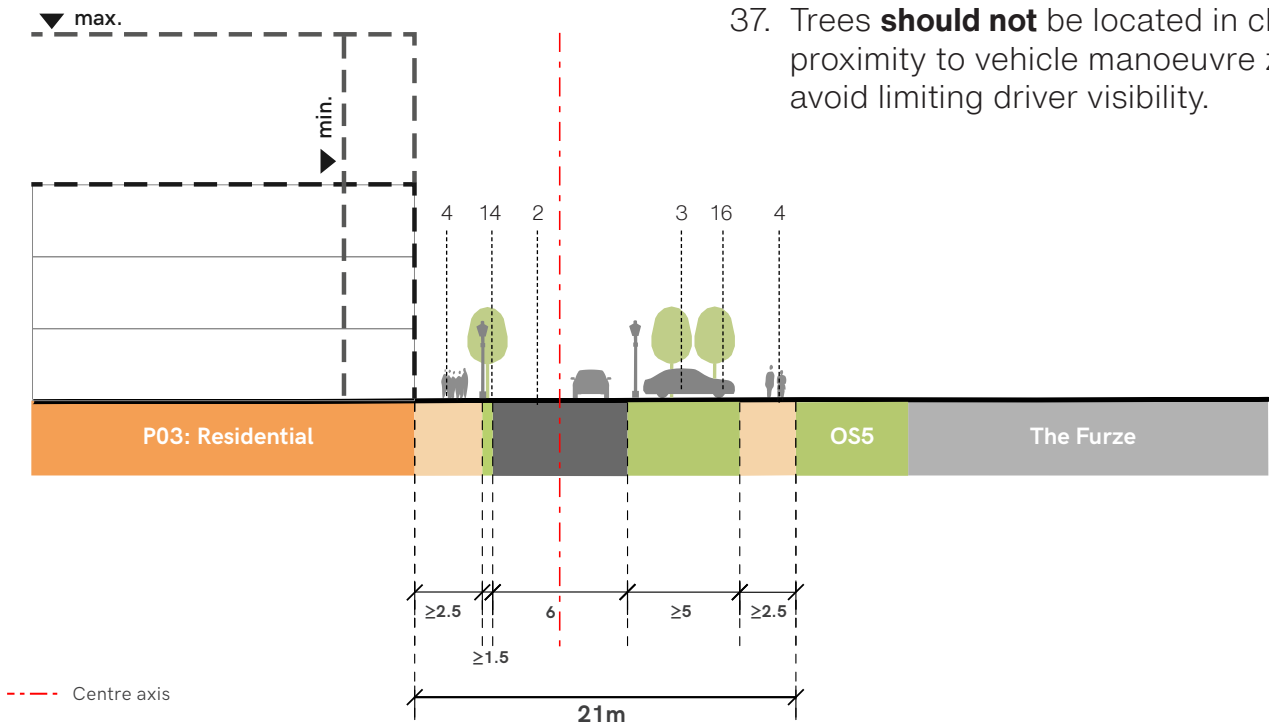 max.
37. Trees should not be located in
proximity to vehicle manoeuvre
avoid limiting driver visibility.
min.
4 14 2 3 16 4
P03: Residential OS5 The Furze
≥2.5 6 ≥5 ≥2.5
≥1.5
Centre axis
21m